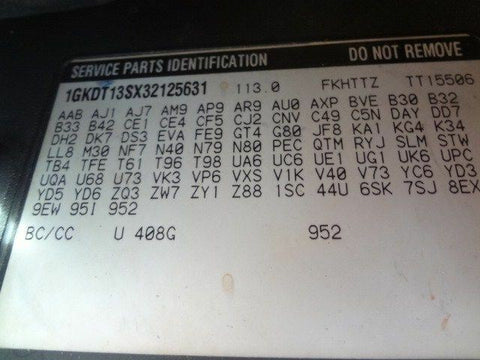 SERVICE PARTS IDENTIFICATION DO NOT REMOVE
1GKDT13SX32125631 113.0 FKHTTZ TT15506
AAB AJ1 AJ7 AM9 AP9 AR9 AU0 AXP BVE B30 B32
B33 B42 CE1 CE4 CF5 CJ2 CNV C49 C5N DAY DD7
DH2 DK7 DS3 EVA FE9 GT4 G80 JF8 KA1 KG4 K34
LL8 M30 NF7 N40 N79 N80 PEC QTM RYJ SLM STW
TB4 TFE T61 T96 T98 UA6 UC6 UE1 UG1 UK6 UPC
UQA U68 U73 VK3 VP6 VXS V1K V40 V73 YC6 YD3
YD5 YD6 ZQ3 ZW7 ZY1 Z88 1SC 44U 6SK 7SJ 8EX
9EW 95I 952
BC/CC U 408G 952